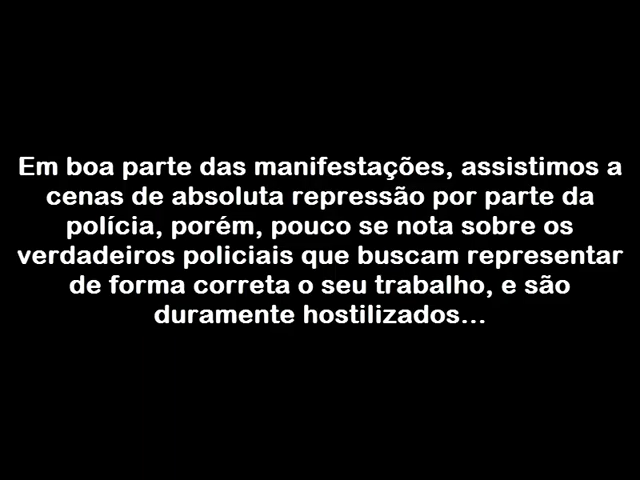 Em boa parte das manifestações, assistimos a
cenas de absoluta repressão por parte da
polícia, porém, pouco se nota sobre os
verdadeiros policiais que buscam representar
de forma correta o seu trabalho, e são
duramente hostilizados...